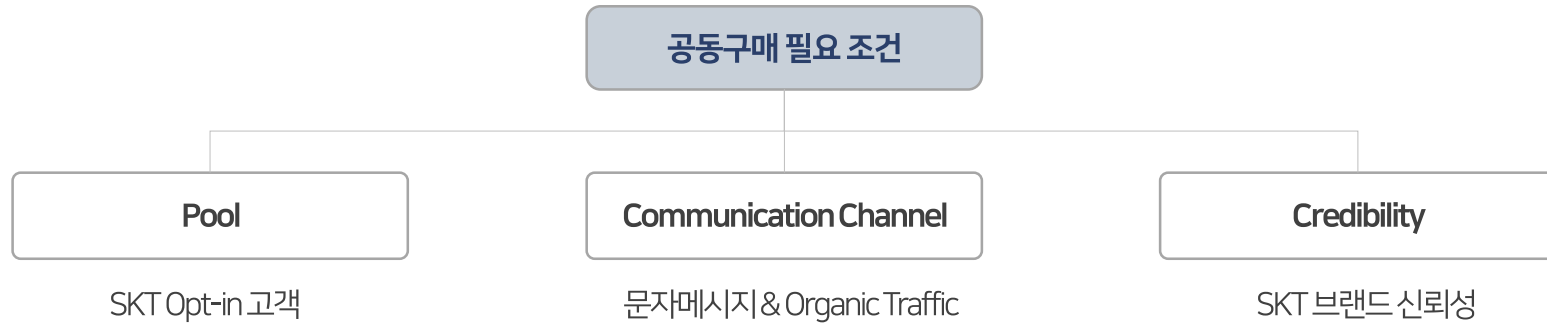 공동구매 필요 조건
Pool
Communication Channel
Credibility
SKT Opt-in 고객
문자메시지 & Organic Traffic
SKT 브랜드 신뢰성